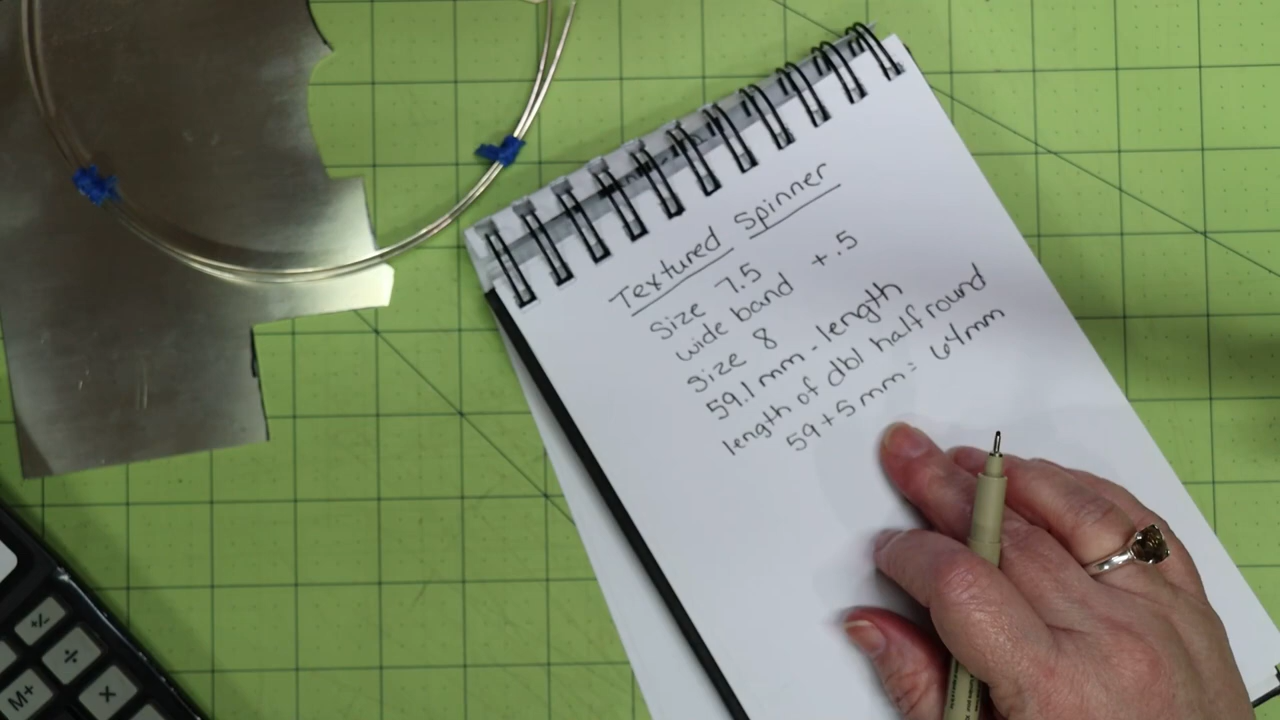 Textured Spinner
Size 7.5
wide band +.5
size 8
59.1 mm - length
length of dbl half round
59 + 5 mm = 64mm
+/-
÷
M+
×